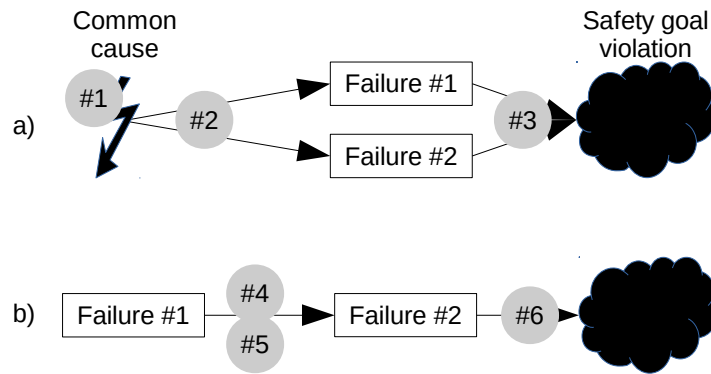 Common
cause
Safety goal
violation
a)
#1
#2
Failure #1
Failure #2
#3
b)
Failure #1
#4
#5
Failure #2
#6